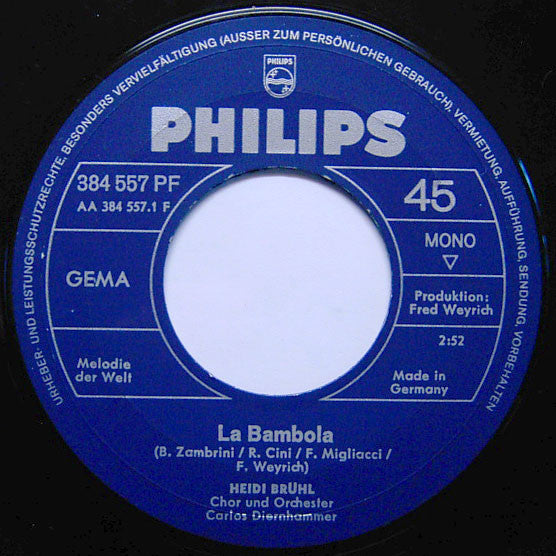 URHEBER- UND LEISTUNGSSCHUTZRECHTE, BESONDERS VERVIELFÄLTIGUNG (AUSSER ZUM PERSÖNLICHEN GEBRAUCH), VERMIETUNG, AUFFÜHRUNG, SENDUNG, VORBEHALTEN
PHILIPS
PHILIPS
384 557 PF
AA 384 557.1 F
45
MONO
GEMA
Produktion:
Fred Weyrich
2:52
Melodie
der Welt
Made in
Germany
La Bambola
(B. Zambrini / R. Cini / F. Migliacci /
F. Weyrich)
HEIDI BRÜHL
Chor und Orchester
Carlos Diernhammer